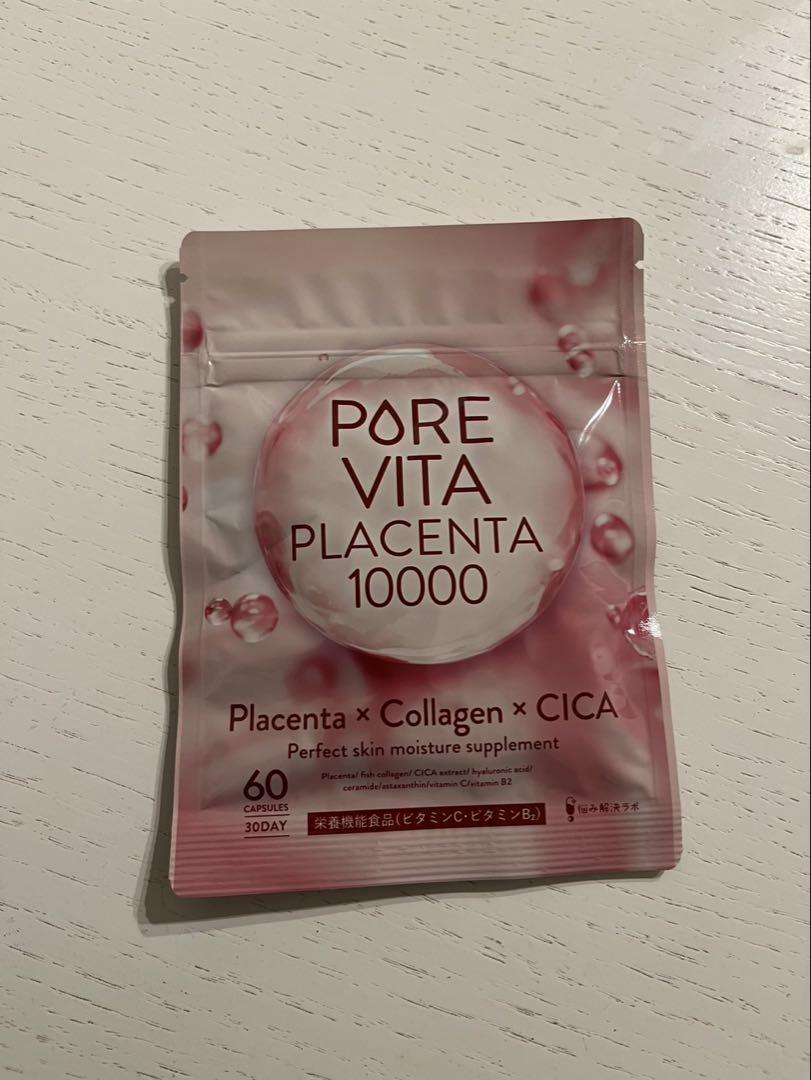 PORE
VITA
PLACENTA
10000
Placenta × Collagen × CICA
Perfect skin moisture supplement
Placenta/ fish collagen/ CICA extract/ hyaluronic acid/
ceramide/astaxanthin/vitamin C/vitamin B2
60
CAPSULES
30DAY
栄養機能食品(ビタミンC・ビタミンB₂)
悩み解決ラボ